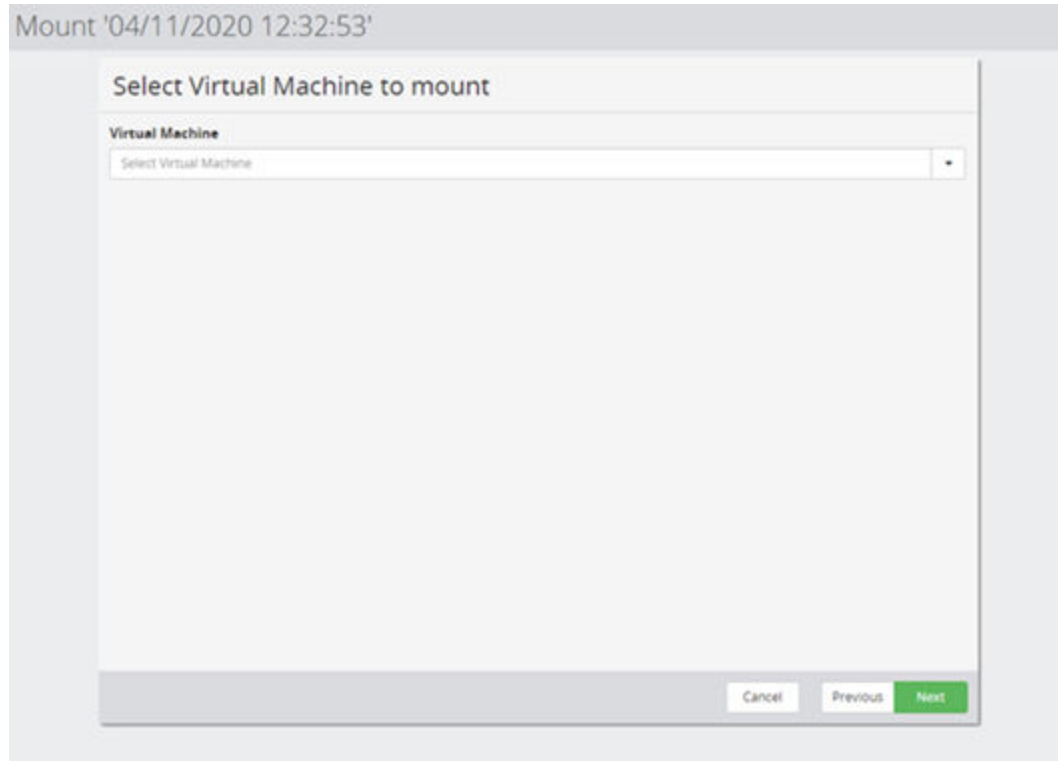 Mount '04/11/2020 12:32:53'
Select Virtual Machine to mount
Virtual Machine
Select Virtual Machine
Cancel Previous Next